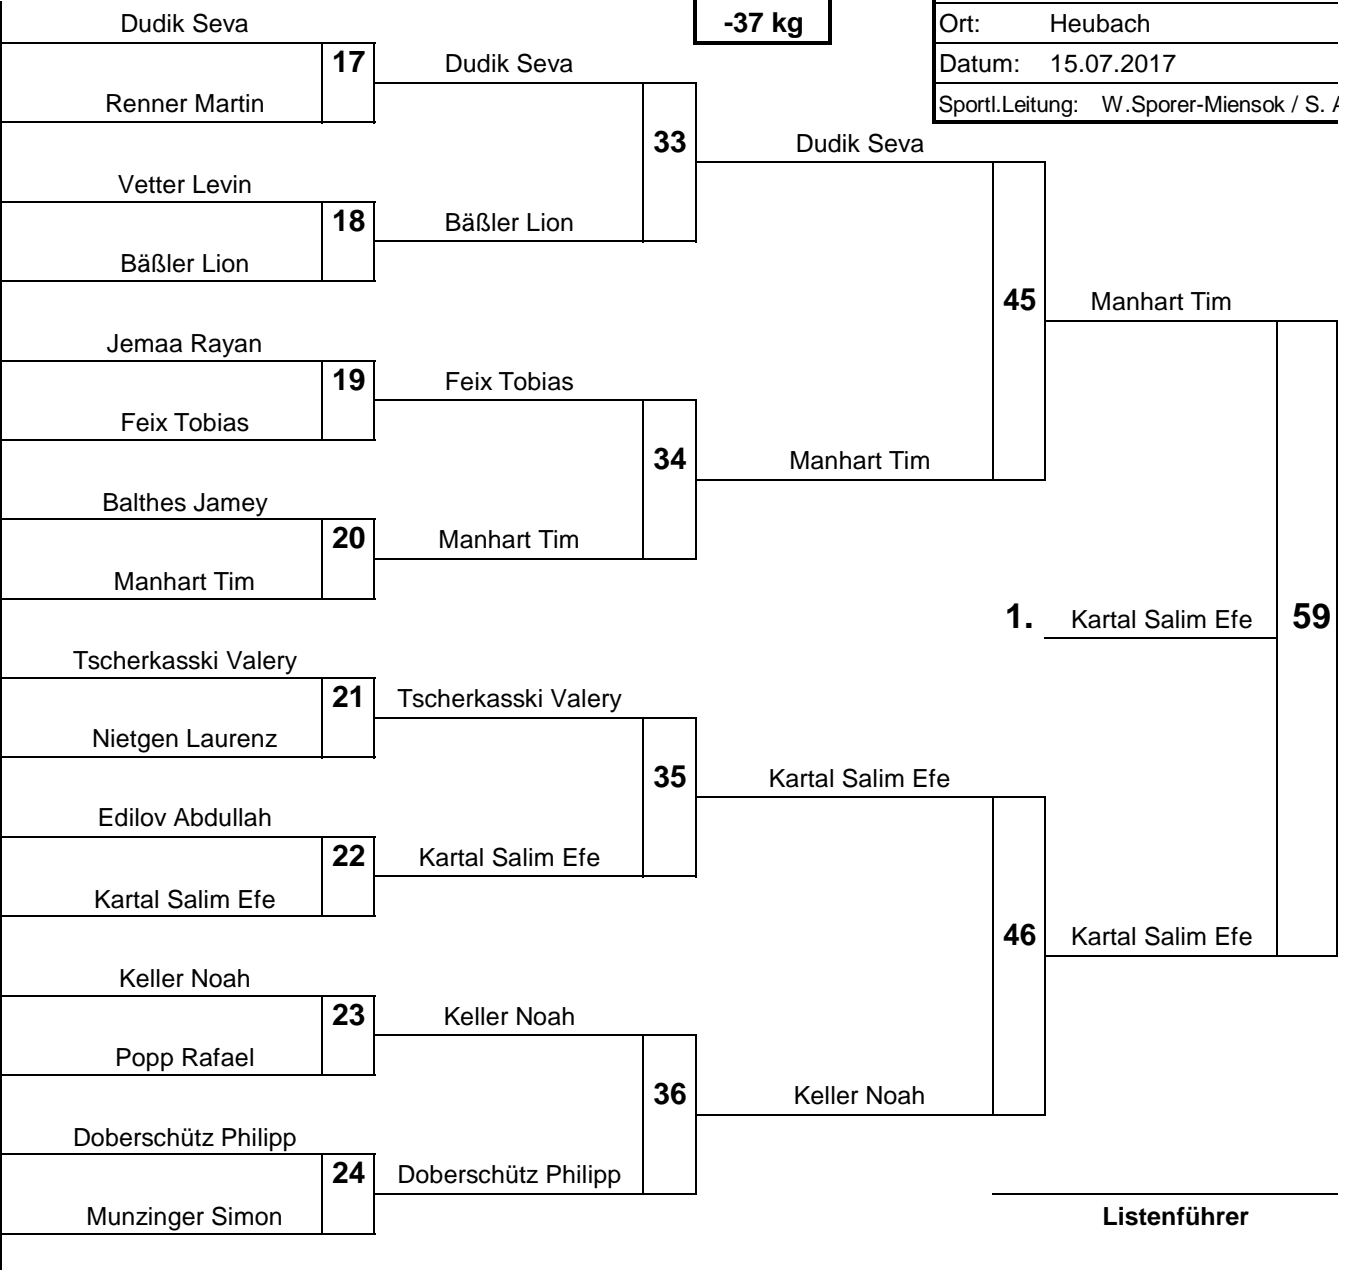 Dudik Seva
-37 kg
Ort: Heubach
17
Dudik Seva
Datum: 15.07.2017
Renner Martin
Sportl.Leitung: W.Sporer-Miensok / S.
33
Dudik Seva
Vetter Levin
18
Bäßler Lion
Bäßler Lion
45
Manhart Tim
Jemaa Rayan
19
Feix Tobias
Feix Tobias
34
Manhart Tim
Balthes Jamey
20
Manhart Tim
Manhart Tim
1. Kartal Salim Efe
59
Tscherkasski Valery
21
Tscherkasski Valery
Nietgen Laurenz
35
Kartal Salim Efe
Edilov Abdullah
22
Kartal Salim Efe
Kartal Salim Efe
46
Kartal Salim Efe
Keller Noah
23
Keller Noah
Popp Rafael
36
Keller Noah
Doberschütz Philipp
24
Doberschütz Philipp
Munzinger Simon
Listenführer